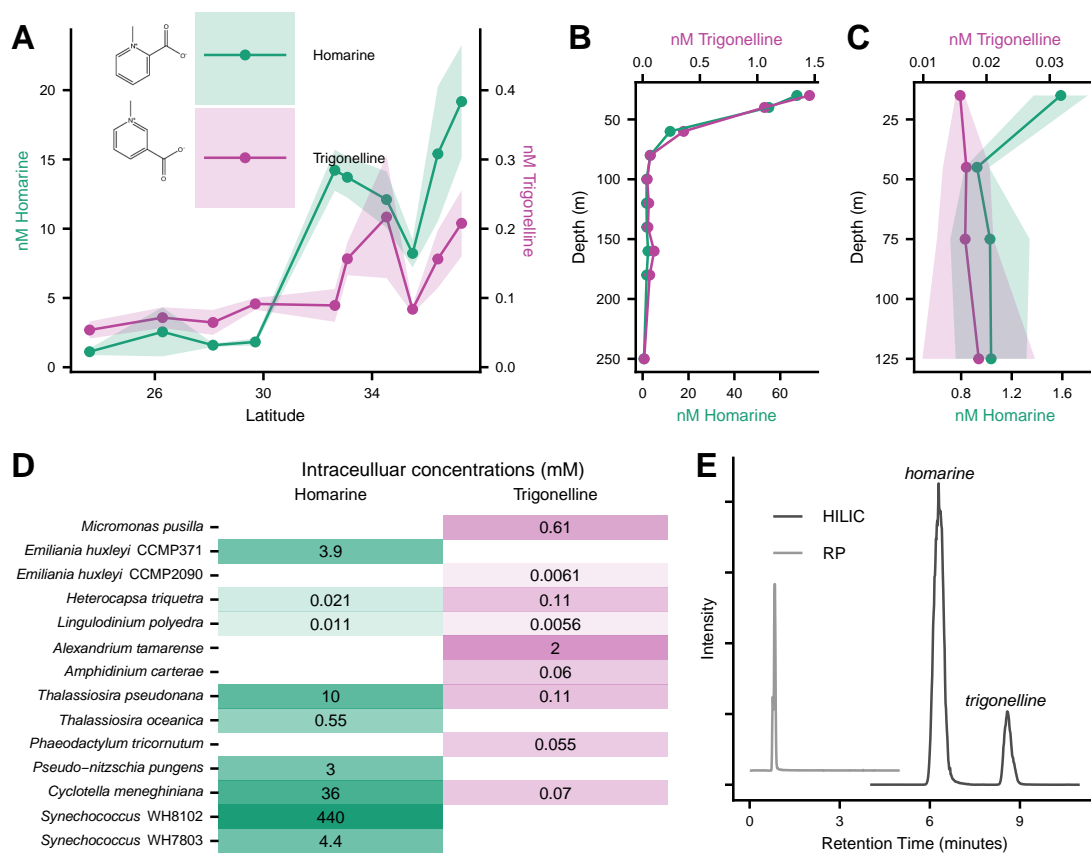 A
N⁺
O
O⁻
Homarine
N⁺
O⁻
O
Trigonelline
20
15
10
5
0
nM Homarine
0.4
0.3
0.2
0.1
0.0
nM Trigonelline
26 30 34
Latitude
B
nM Trigonelline
0.0 0.5 1.0 1.5
50
100
150
200
250
Depth (m)
0 20 40 60
nM Homarine
C
nM Trigonelline
0.01 0.02 0.03
25
50
75
100
125
Depth (m)
0.8 1.2 1.6
nM Homarine
D
Intraceulluar concentrations (mM)
Homarine Trigonelline
Micromonas pusilla 0.61
Emiliania huxleyi CCMP371 3.9
Emiliania huxleyi CCMP2090 0.0061
Heterocapsa triquetra 0.021 0.11
Lingulodinium polyedra 0.011 0.0056
Alexandrium tamarense 2
Amphidinium carterae 0.06
Thalassiosira pseudonana 10 0.11
Thalassiosira oceanica 0.55
Phaeodactylum tricornutum 0.055
Pseudo−nitzschia pungens 3
Cyclotella meneghiniana 36 0.07
Synechococcus WH8102 440
Synechococcus WH7803 4.4
E
homarine
HILIC
RP
trigonelline
Intensity
0 3 6 9
Retention Time (minutes)